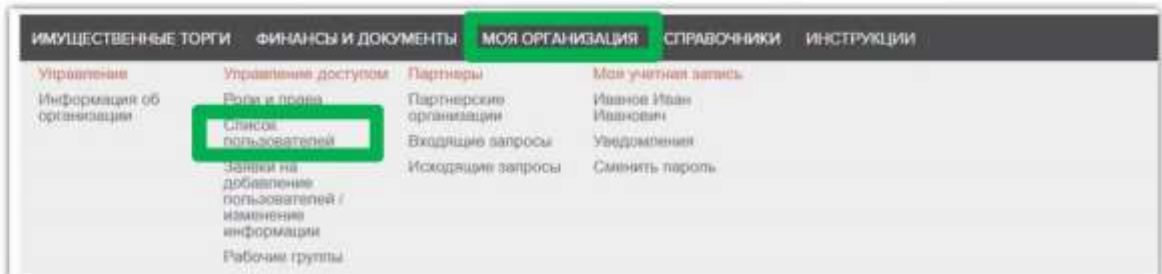 ИМУЩЕСТВЕННЫЕ ТОРГИ ФИНАНСЫ И ДОКУМЕНТЫ МОЯ ОРГАНИЗАЦИЯ СПРАВОЧНИКИ ИНСТРУКЦИИ
Управление
Информация об
организации
Управление доступом
Роли и права
Список
пользователей
Заявки на
добавление
пользователей /
изменение
информации
Рабочие группы
Партнеры
Партнерские
организации
Входящие запросы
Исходящие запросы
Моя учетная запись
Иванов Иван
Иванович
Уведомления
Сменить пароль